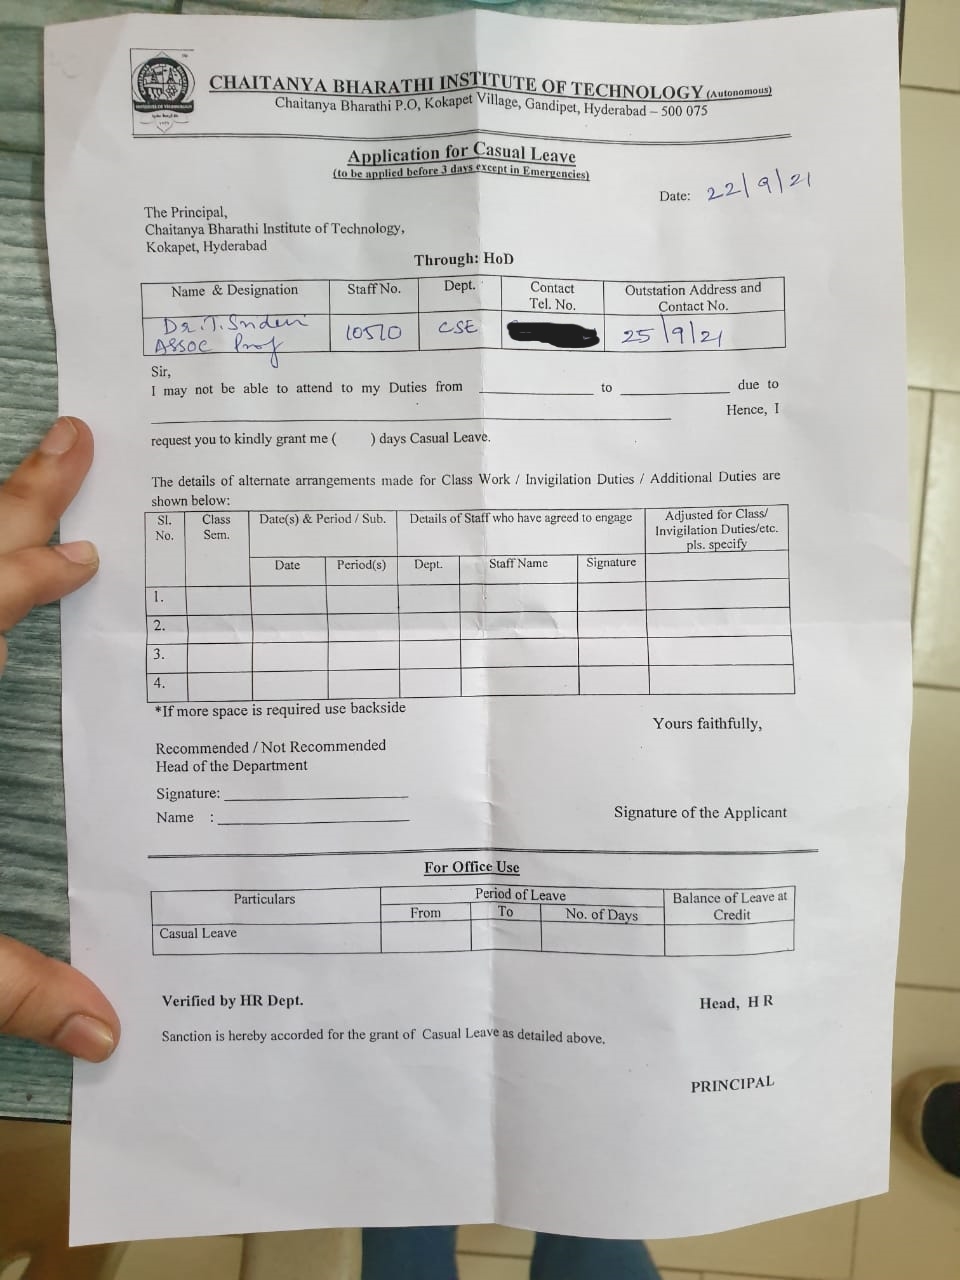 CHAITANYA BHARATHI INSTITUTE OF TECHNOLOGY (Autonomous)
Chaitanya Bharathi P.O, Kokapet Village, Gandipet, Hyderabad – 500 075
Application for Casual Leave
(to be applied before 3 days except in Emergencies)
Date: 22/9/21
The Principal,
Chaitanya Bharathi Institute of Technology,
Kokapet, Hyderabad
Through: HoD
Name & Designation Staff No. Dept. Contact Tel. No. Outstation Address and Contact No.
Dr. T. Sridevi 10570 CSE 25/9/21
Assoc Prof
Sir,
I may not be able to attend to my Duties from ____________ to ____________ due to
____________ Hence, I
request you to kindly grant me ( ) days Casual Leave.
The details of alternate arrangements made for Class Work / Invigilation Duties / Additional Duties are
shown below:
Sl. No. Class Sem. Date(s) & Period / Sub. Details of Staff who have agreed to engage Adjusted for Class/ Invigilation Duties/etc. pls. specify
Date Period(s) Dept. Staff Name Signature
1.
2.
3.
4.
*If more space is required use backside
Yours faithfully,
Recommended / Not Recommended
Head of the Department
Signature: ____________
Name : ____________
Signature of the Applicant
For Office Use
Particulars Period of Leave Balance of Leave at Credit
From To No. of Days
Casual Leave
Verified by HR Dept. Head, H R
Sanction is hereby accorded for the grant of Casual Leave as detailed above.
PRINCIPAL